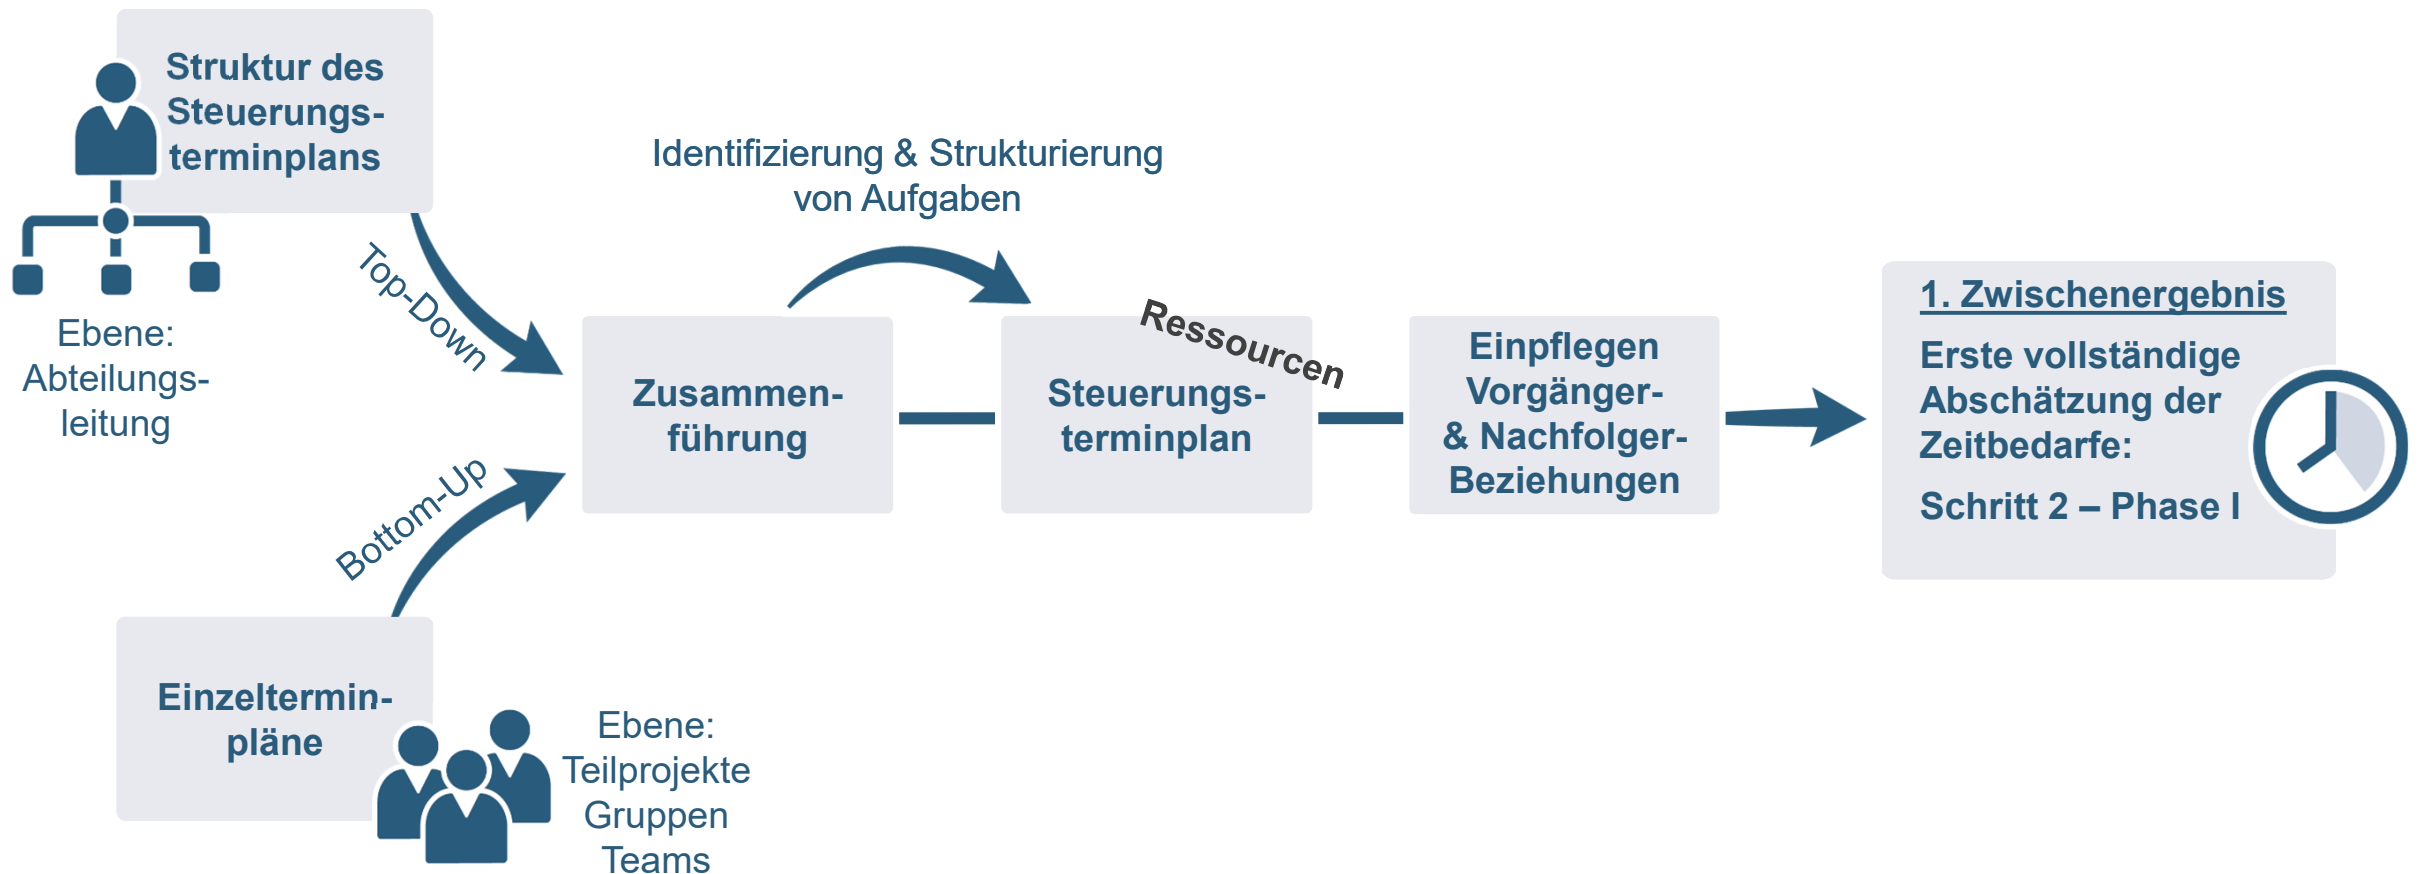 Struktur des
Steuerungs-
terminplans
Ebene:
Abteilungs-
leitung
Top-Down
Bottom-Up
Einzeltermin-
pläne
Ebene:
Teilprojekte
Gruppen
Teams
Zusammen-
führung
Identifizierung & Strukturierung
von Aufgaben
Steuerungs-
terminplan
Ressourcen
Einpflegen
Vorgänger-
& Nachfolger-
Beziehungen
1. Zwischenergebnis
Erste vollständige
Abschätzung der
Zeitbedarfe:
Schritt 2 – Phase I